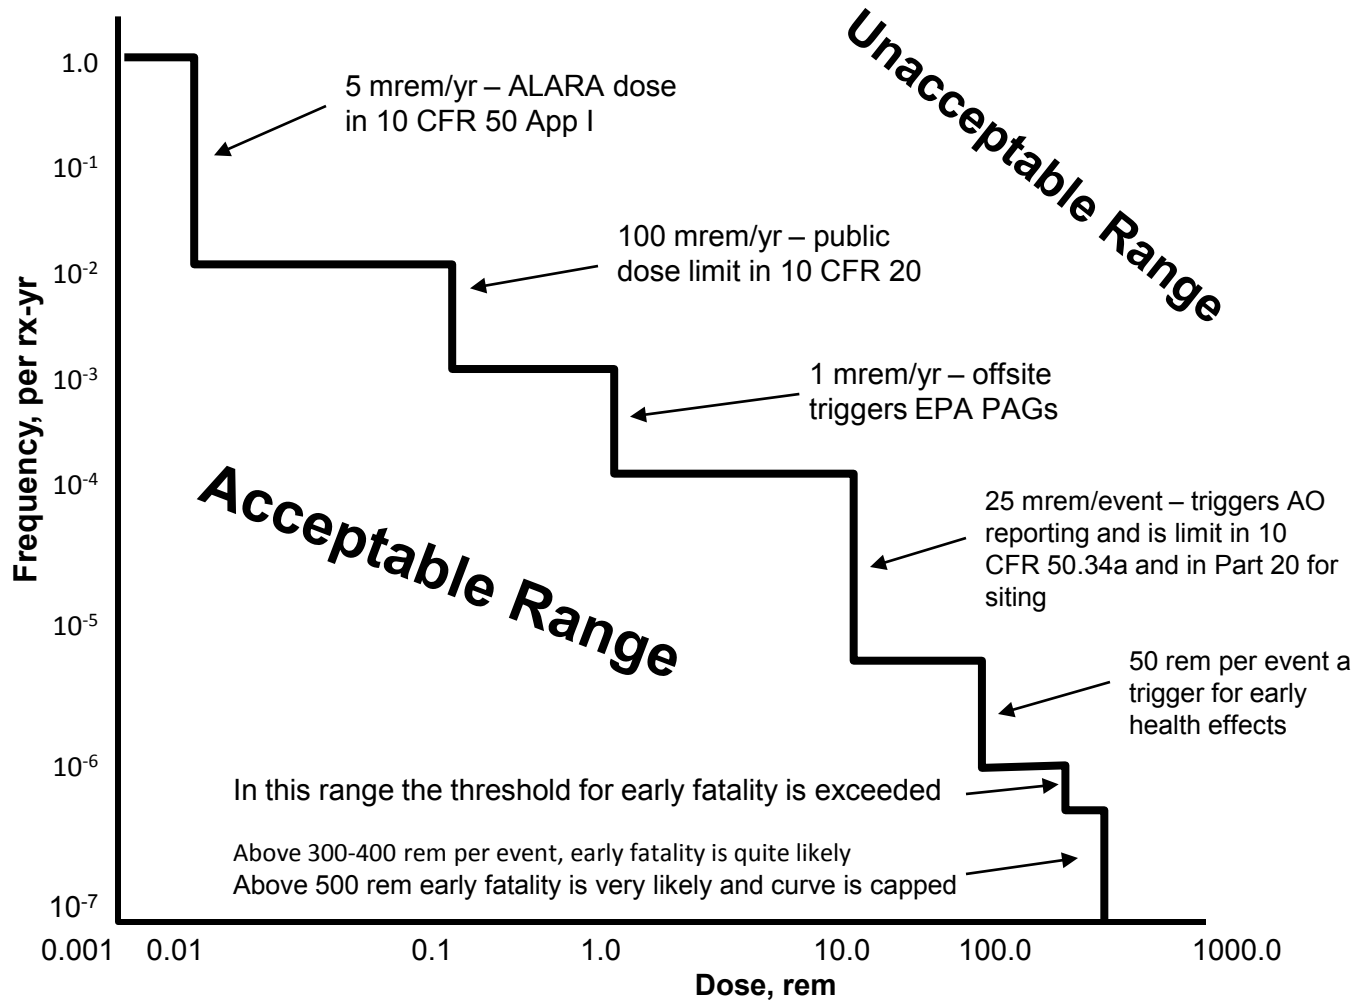 Unacceptable Range
1.0
5 mrem/yr – ALARA dose
in 10 CFR 50 App I
10-1
100 mrem/yr – public
dose limit in 10 CFR 20
10-2
Frequency, per rx-yr
1 mrem/yr – offsite
triggers EPA PAGs
10-3
10-4
Acceptable Range
25 mrem/event – triggers AO
reporting and is limit in 10
CFR 50.34a and in Part 20 for
siting
10-5
50 rem per event a
trigger for early
health effects
10-6
In this range the threshold for early fatality is exceeded
Above 300-400 rem per event, early fatality is quite likely
Above 500 rem early fatality is very likely and curve is capped
10-7
0.001 0.01 0.1 1.0 10.0 100.0 1000.0
Dose, rem